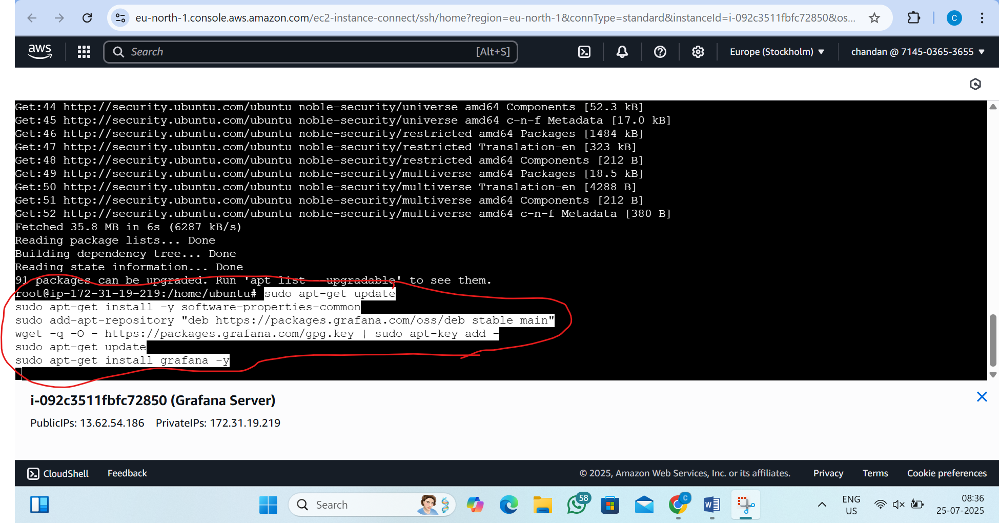 eu-north-1.console.aws.amazon.com/ec2-instance-connect/ssh/home?region=eu-north-1&connType=standard&instanceId=i-092c3511fbfc72850&os...
C
aws
Search
[Alt+S]
Europe (Stockholm)
chandan @ 7145-0365-3655
Get:44 http://security.ubuntu.com/ubuntu noble-security/universe amd64 Components [52.3 kB]
Get:45 http://security.ubuntu.com/ubuntu noble-security/universe amd64 c-n-f Metadata [17.0 kB]
Get:46 http://security.ubuntu.com/ubuntu noble-security/restricted amd64 Packages [1484 kB]
Get:47 http://security.ubuntu.com/ubuntu noble-security/restricted Translation-en [323 kB]
Get:48 http://security.ubuntu.com/ubuntu noble-security/restricted amd64 Components [212 B]
Get:49 http://security.ubuntu.com/ubuntu noble-security/multiverse amd64 Packages [18.5 kB]
Get:50 http://security.ubuntu.com/ubuntu noble-security/multiverse Translation-en [4288 B]
Get:51 http://security.ubuntu.com/ubuntu noble-security/multiverse amd64 Components [212 B]
Get:52 http://security.ubuntu.com/ubuntu noble-security/multiverse amd64 c-n-f Metadata [380 B]
Fetched 35.8 MB in 6s (6287 kB/s)
Reading package lists... Done
Building dependency tree... Done
Reading state information... Done
91 packages can be upgraded. Run 'apt list --upgradable' to see them.
root@ip-172-31-19-219:/home/ubuntu# sudo apt-get update
sudo apt-get install -y software-properties-common
sudo add-apt-repository "deb https://packages.grafana.com/oss/deb stable main"
wget -q -O - https://packages.grafana.com/gpg.key | sudo apt-key add -
sudo apt-get update
sudo apt-get install grafana -y
i-092c3511fbfc72850 (Grafana Server)
PublicIPs: 13.62.54.186 PrivateIPs: 172.31.19.219
CloudShell Feedback © 2025, Amazon Web Services, Inc. or its affiliates. Privacy Terms Cookie preferences
Search
58
C
W
ENG
US
08:36
25-07-2025